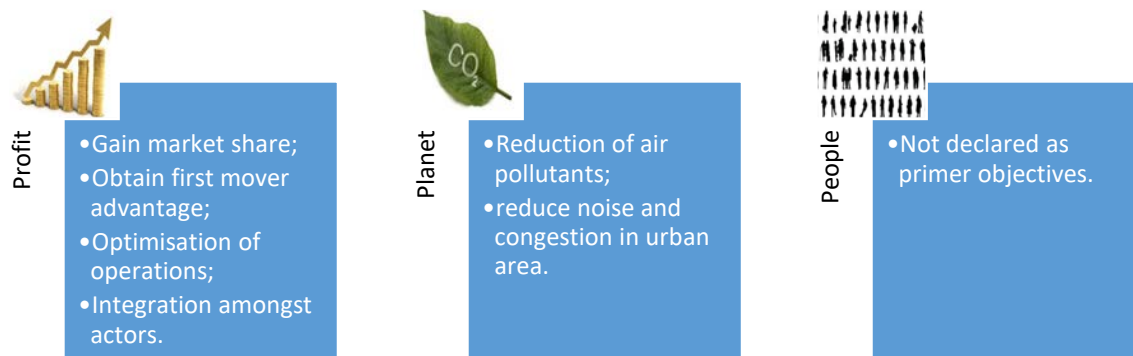 Profit
•Gain market share;
•Obtain first mover
advantage;
•Optimisation of
operations;
•Integration amongst
actors.
CO₂
Planet
•Reduction of air
pollutants;
•reduce noise and
congestion in urban
area.
People
•Not declared as
primer objectives.